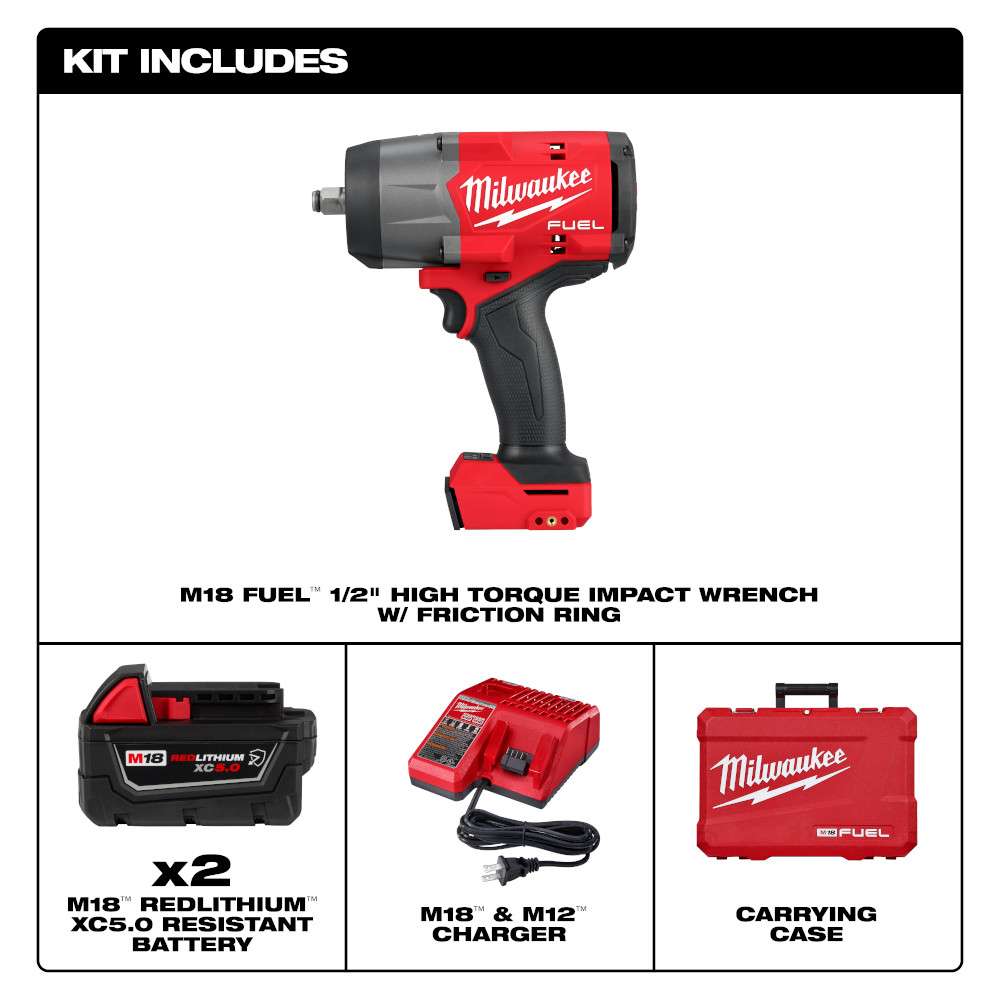 KIT INCLUDES
Milwaukee
FUEL
M18 FUEL™ 1/2" HIGH TORQUE IMPACT WRENCH
W/ FRICTION RING
M18 REDLITHIUM
XC5.0
x2
M18™ REDLITHIUM™
XC5.0 RESISTANT
BATTERY
Milwaukee
M18™ & M12™
CHARGER
Milwaukee
M18 FUEL
CARRYING
CASE